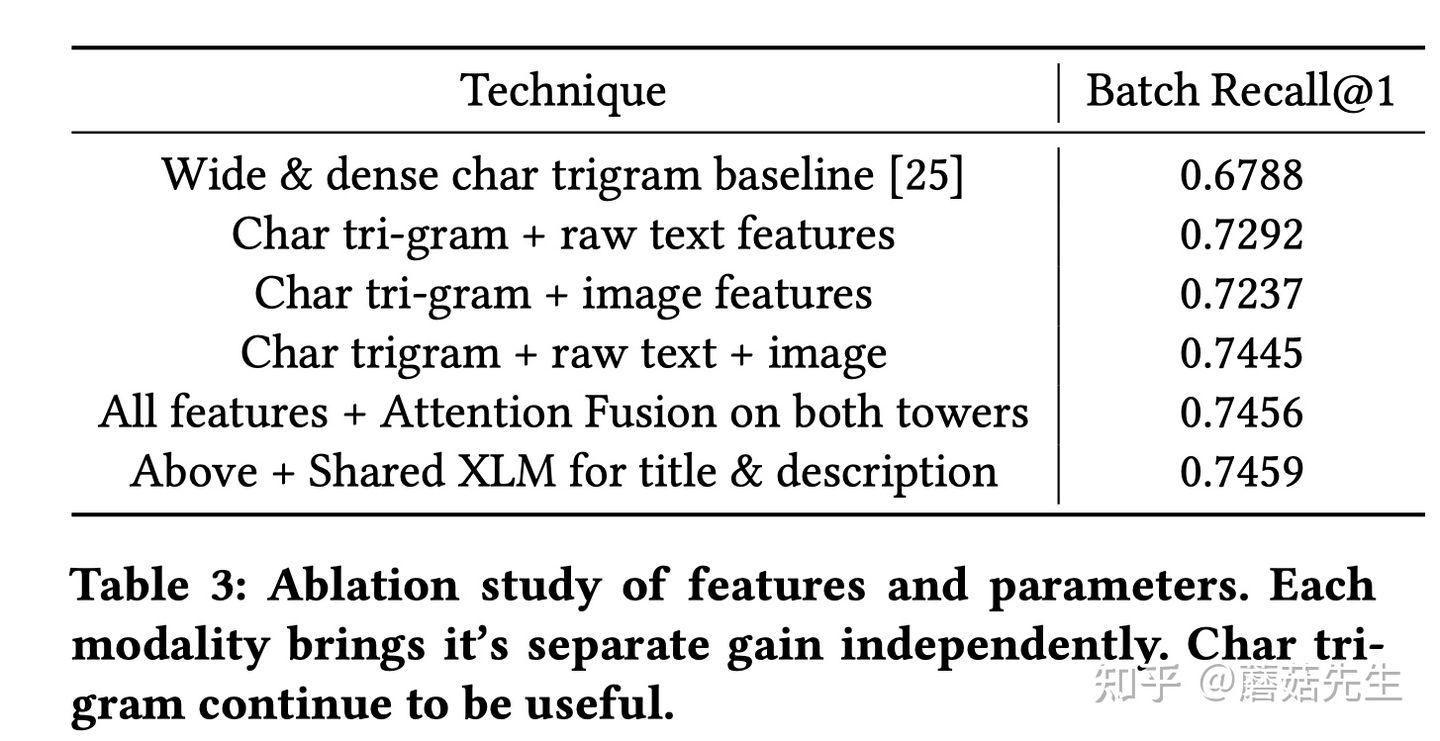 Technique Batch Recall@1
Wide & dense char trigram baseline [25] 0.6788
Char tri-gram + raw text features 0.7292
Char tri-gram + image features 0.7237
Char trigram + raw text + image 0.7445
All features + Attention Fusion on both towers 0.7456
Above + Shared XLM for title & description 0.7459
Table 3: Ablation study of features and parameters. Each
modality brings it’s separate gain independently. Char tri-
gram continue to be useful.
知乎 @蘑菇先生